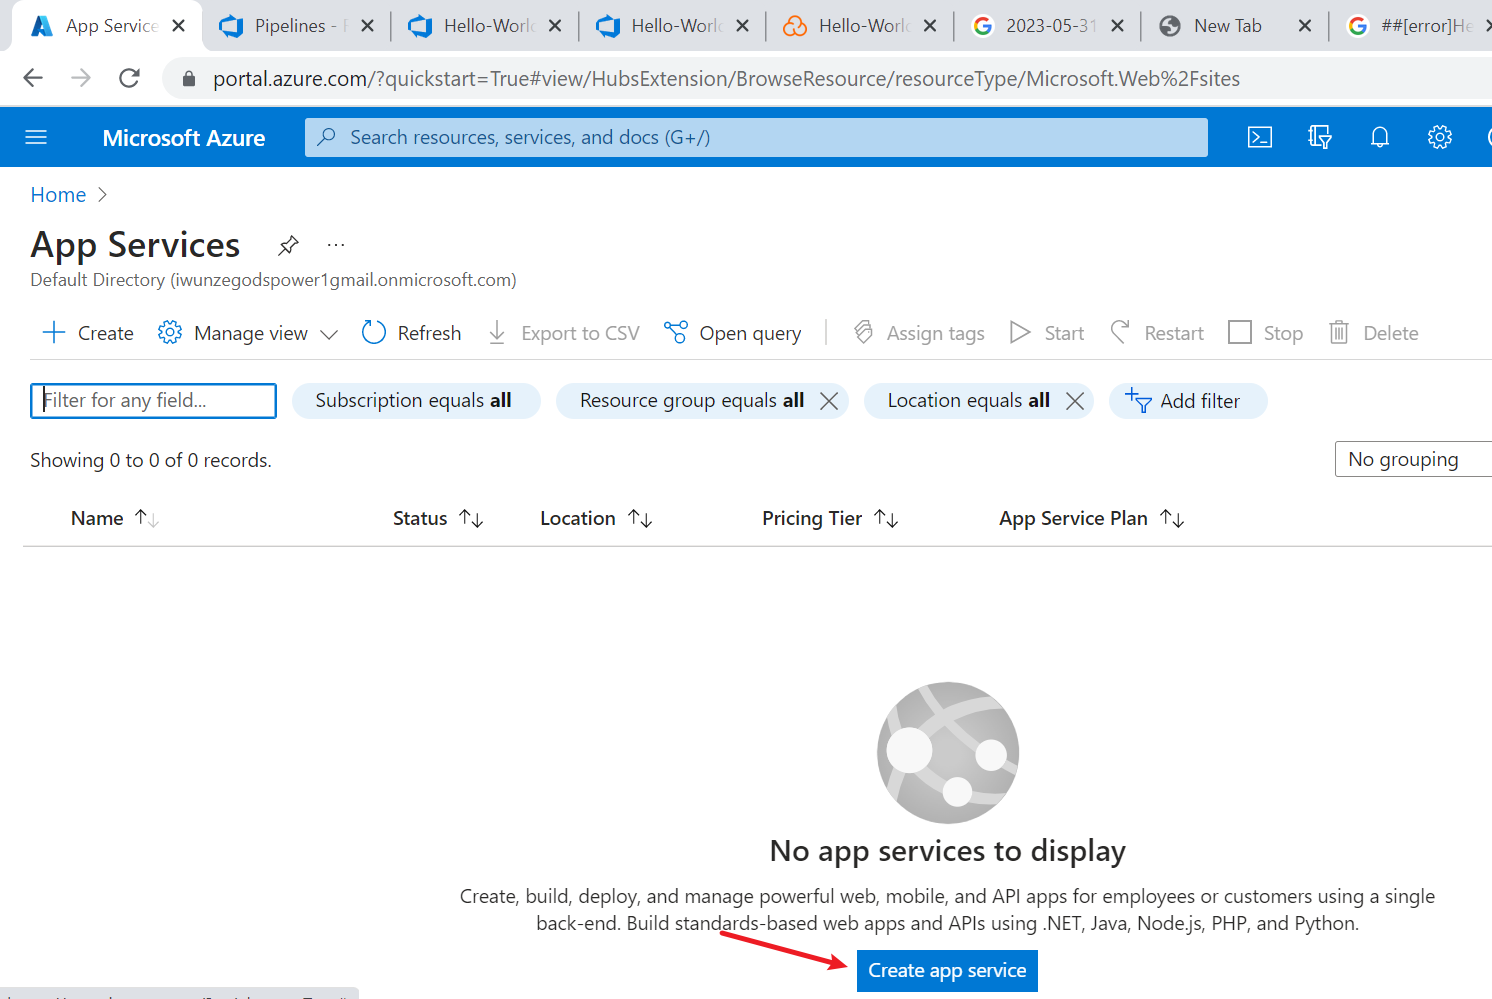 App Service
Pipelines -
Hello-World
Hello-World
Hello-World
2023-05-31
New Tab
##[error]He
portal.azure.com/?quickstart=True#view/HubsExtension/BrowseResource/resourceType/Microsoft.Web%2Fsites
Microsoft Azure
Search resources, services, and docs (G+/)
Home
App Services
Default Directory (iwunzegodspower1gmail.onmicrosoft.com)
Create Manage view Refresh Export to CSV Open query Assign tags Start Restart Stop Delete
Filter for any field... Subscription equals all Resource group equals all Location equals all Add filter
Showing 0 to 0 of 0 records.
No grouping
Name Status Location Pricing Tier App Service Plan
No app services to display
Create, build, deploy, and manage powerful web, mobile, and API apps for employees or customers using a single
back-end. Build standards-based web apps and APIs using .NET, Java, Node.js, PHP, and Python.
Create app service